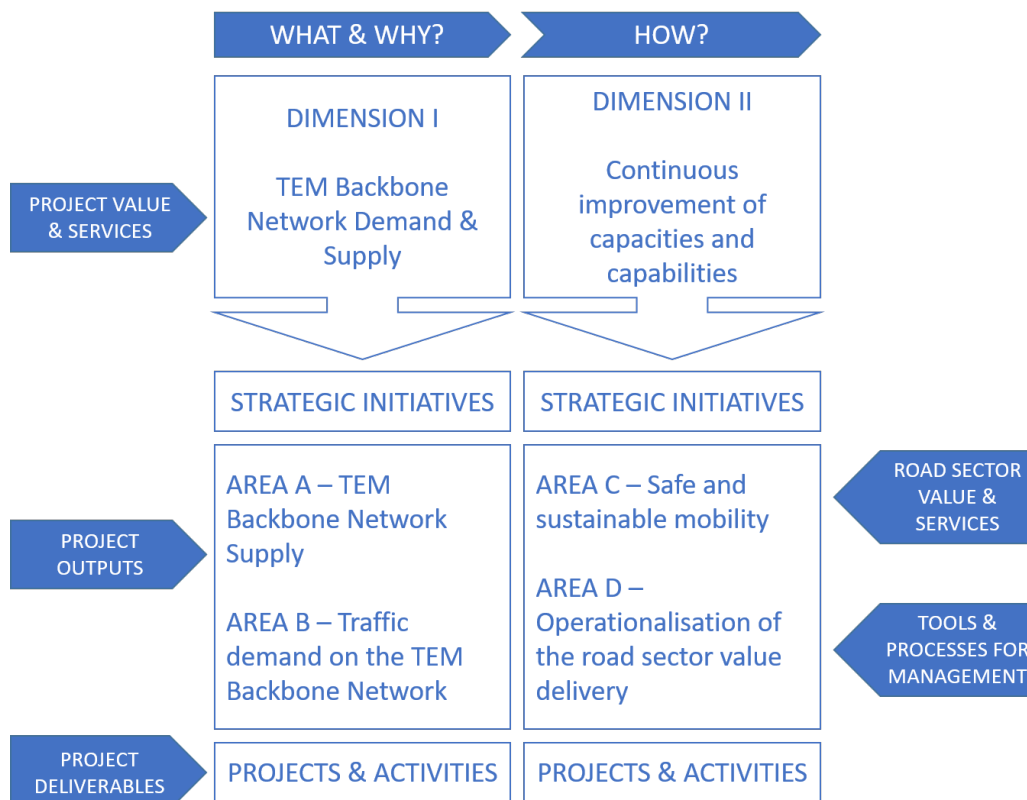 WHAT & WHY?
HOW?
DIMENSION I
TEM Backbone
Network Demand &
Supply
DIMENSION II
Continuous
improvement of
capacities and
capabilities
PROJECT VALUE
& SERVICES
STRATEGIC INITIATIVES
STRATEGIC INITIATIVES
PROJECT
OUTPUTS
AREA A – TEM
Backbone Network
Supply
AREA B – Traffic
demand on the TEM
Backbone Network
AREA C – Safe and
sustainable mobility
AREA D –
Operationalisation of
the road sector value
delivery
ROAD SECTOR
VALUE &
SERVICES
TOOLS &
PROCESSES FOR
MANAGEMENT
PROJECT
DELIVERABLES
PROJECTS & ACTIVITIES
PROJECTS & ACTIVITIES